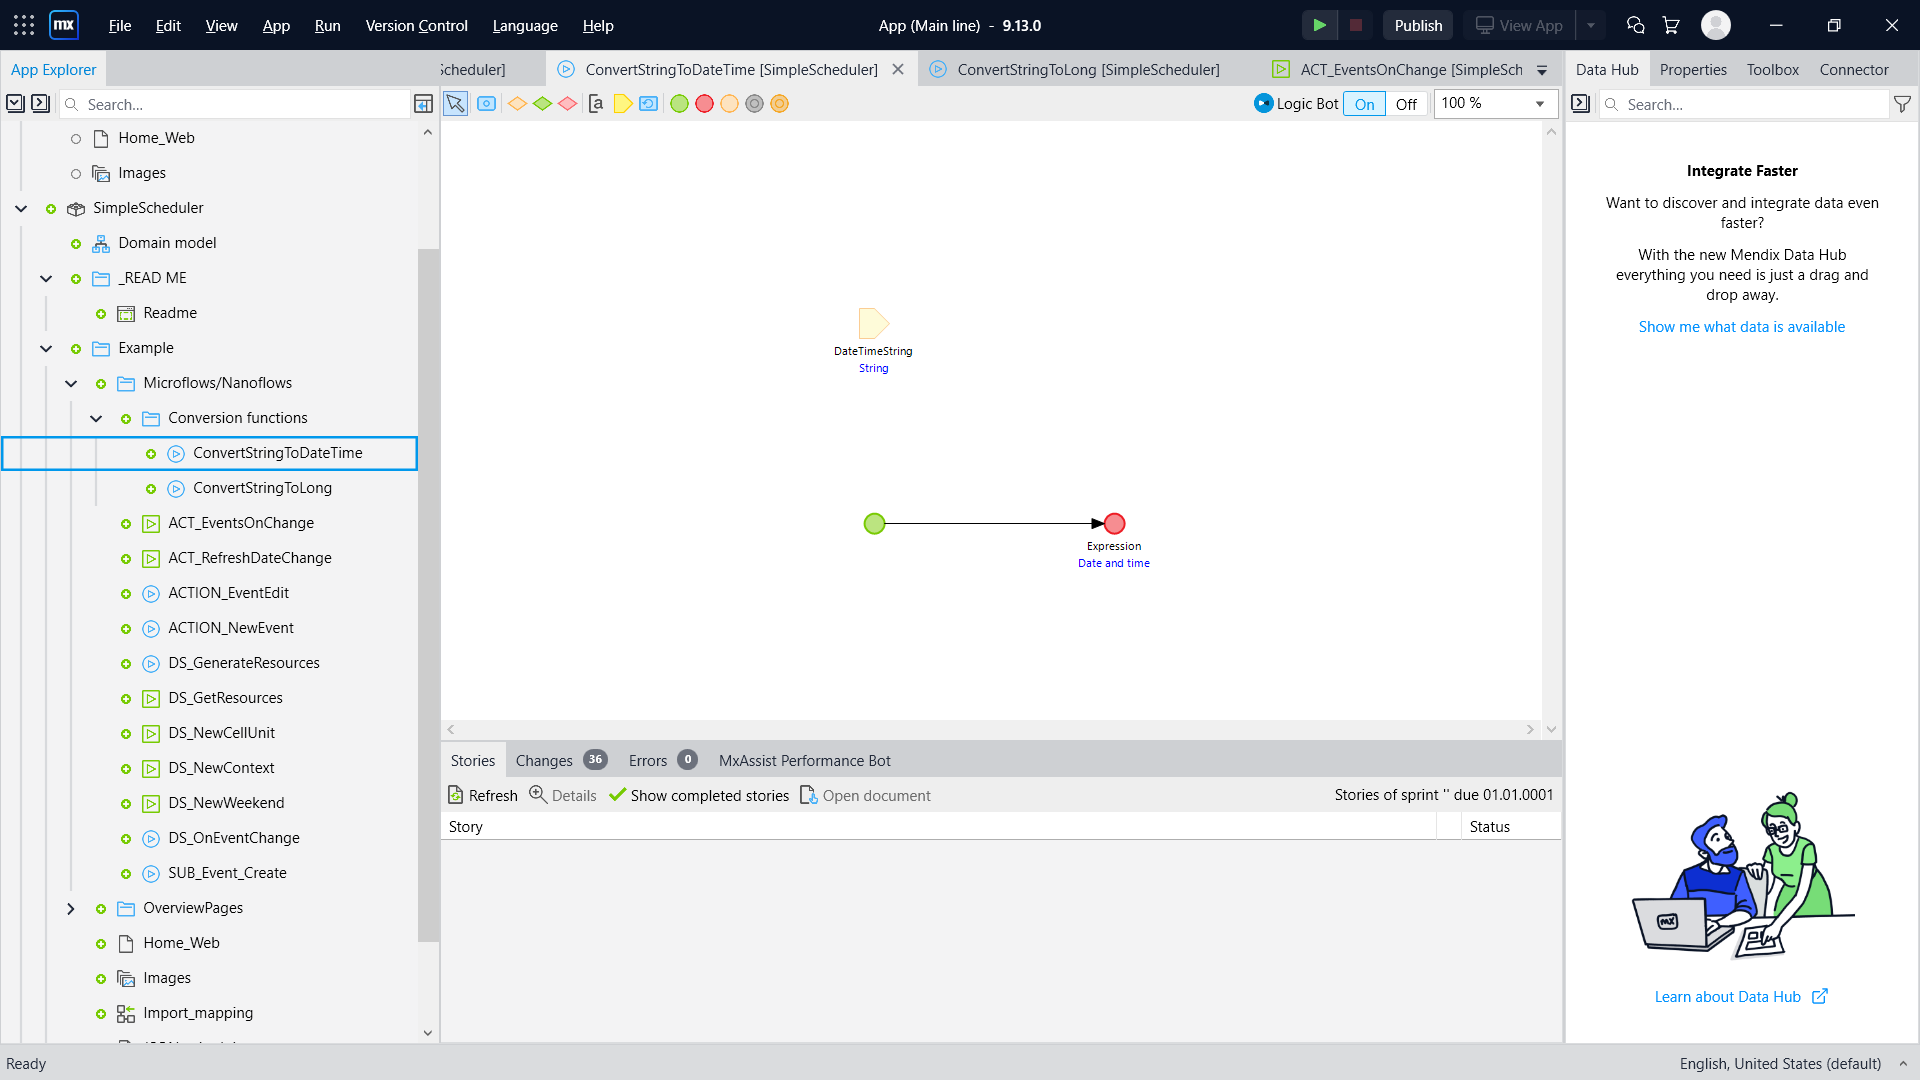 mx File Edit View App Run Version Control Language Help App (Main line) - 9.13.0 Publish View App
App Explorer
Search...
Home_Web
Images
SimpleScheduler
Domain model
_READ ME
Readme
Example
Microflows/Nanoflows
Conversion functions
ConvertStringToDateTime
ConvertStringToLong
ACT_EventsOnChange
ACT_RefreshDateChange
ACTION_EventEdit
ACTION_NewEvent
DS_GenerateResources
DS_GetResources
DS_NewCellUnit
DS_NewContext
DS_NewWeekend
DS_OnEventChange
SUB_Event_Create
OverviewPages
Home_Web
Images
Import_mapping
Scheduler] ConvertStringToDateTime [SimpleScheduler] ConvertStringToLong [SimpleScheduler] ACT_EventsOnChange [SimpleSch
Logic Bot On Off 100 %
DateTimeString
String
Expression
Date and time
Stories Changes 36 Errors 0 MxAssist Performance Bot
Refresh Details Show completed stories Open document Stories of sprint '' due 01.01.0001
Story Status
Data Hub Properties Toolbox Connector
Search...
Integrate Faster
Want to discover and integrate data even
faster?
With the new Mendix Data Hub
everything you need is just a drag and
drop away.
Show me what data is available
mx
Learn about Data Hub
Ready English, United States (default)